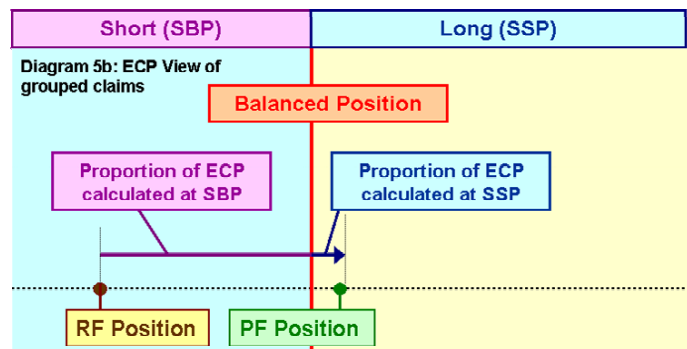 Short (SBP)
Long (SSP)
Diagram 5b: ECP View of
grouped claims
Balanced Position
Proportion of ECP
calculated at SBP
Proportion of ECP
calculated at SSP
RF Position
PF Position